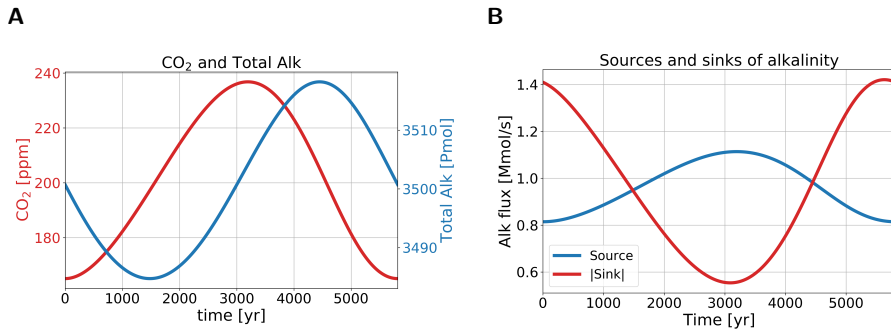 A
CO₂ and Total Alk
240
220
200
180
CO₂ [ppm]
3510
3500
3490
Total Alk [Pmol]
0 1000 2000 3000 4000 5000
time [yr]
B
Sources and sinks of alkalinity
1.4
1.2
1.0
0.8
0.6
Alk flux [Mmol/s]
Source
|Sink|
0 1000 2000 3000 4000 5000
Time [yr]